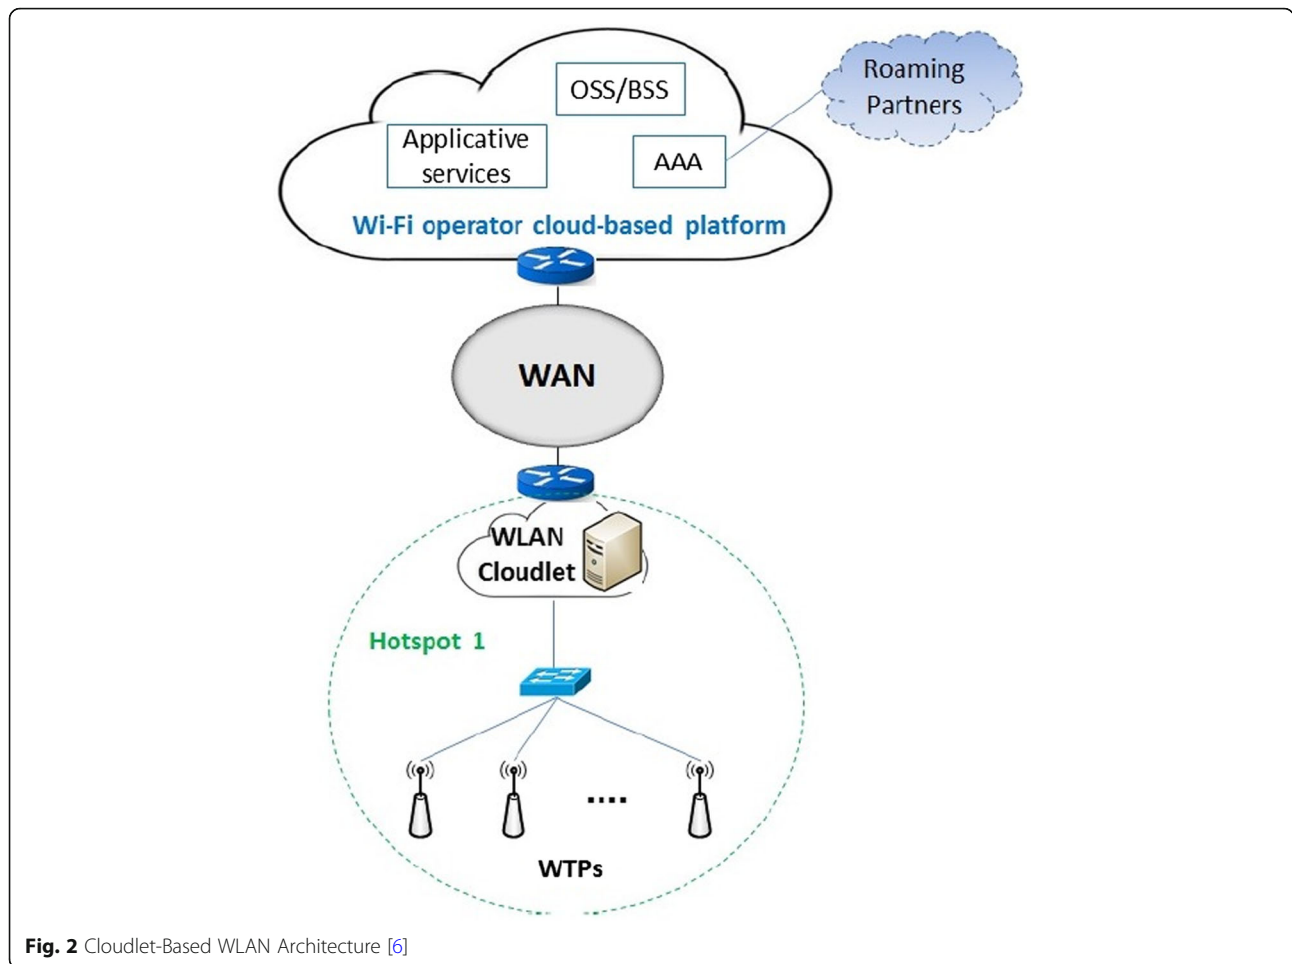 OSS/BSS
Roaming
Partners
Applicative
services
AAA
Wi-Fi operator cloud-based platform
WAN
WLAN
Cloudlet
Hotspot 1
....
WTPs
Fig. 2 Cloudlet-Based WLAN Architecture [6]